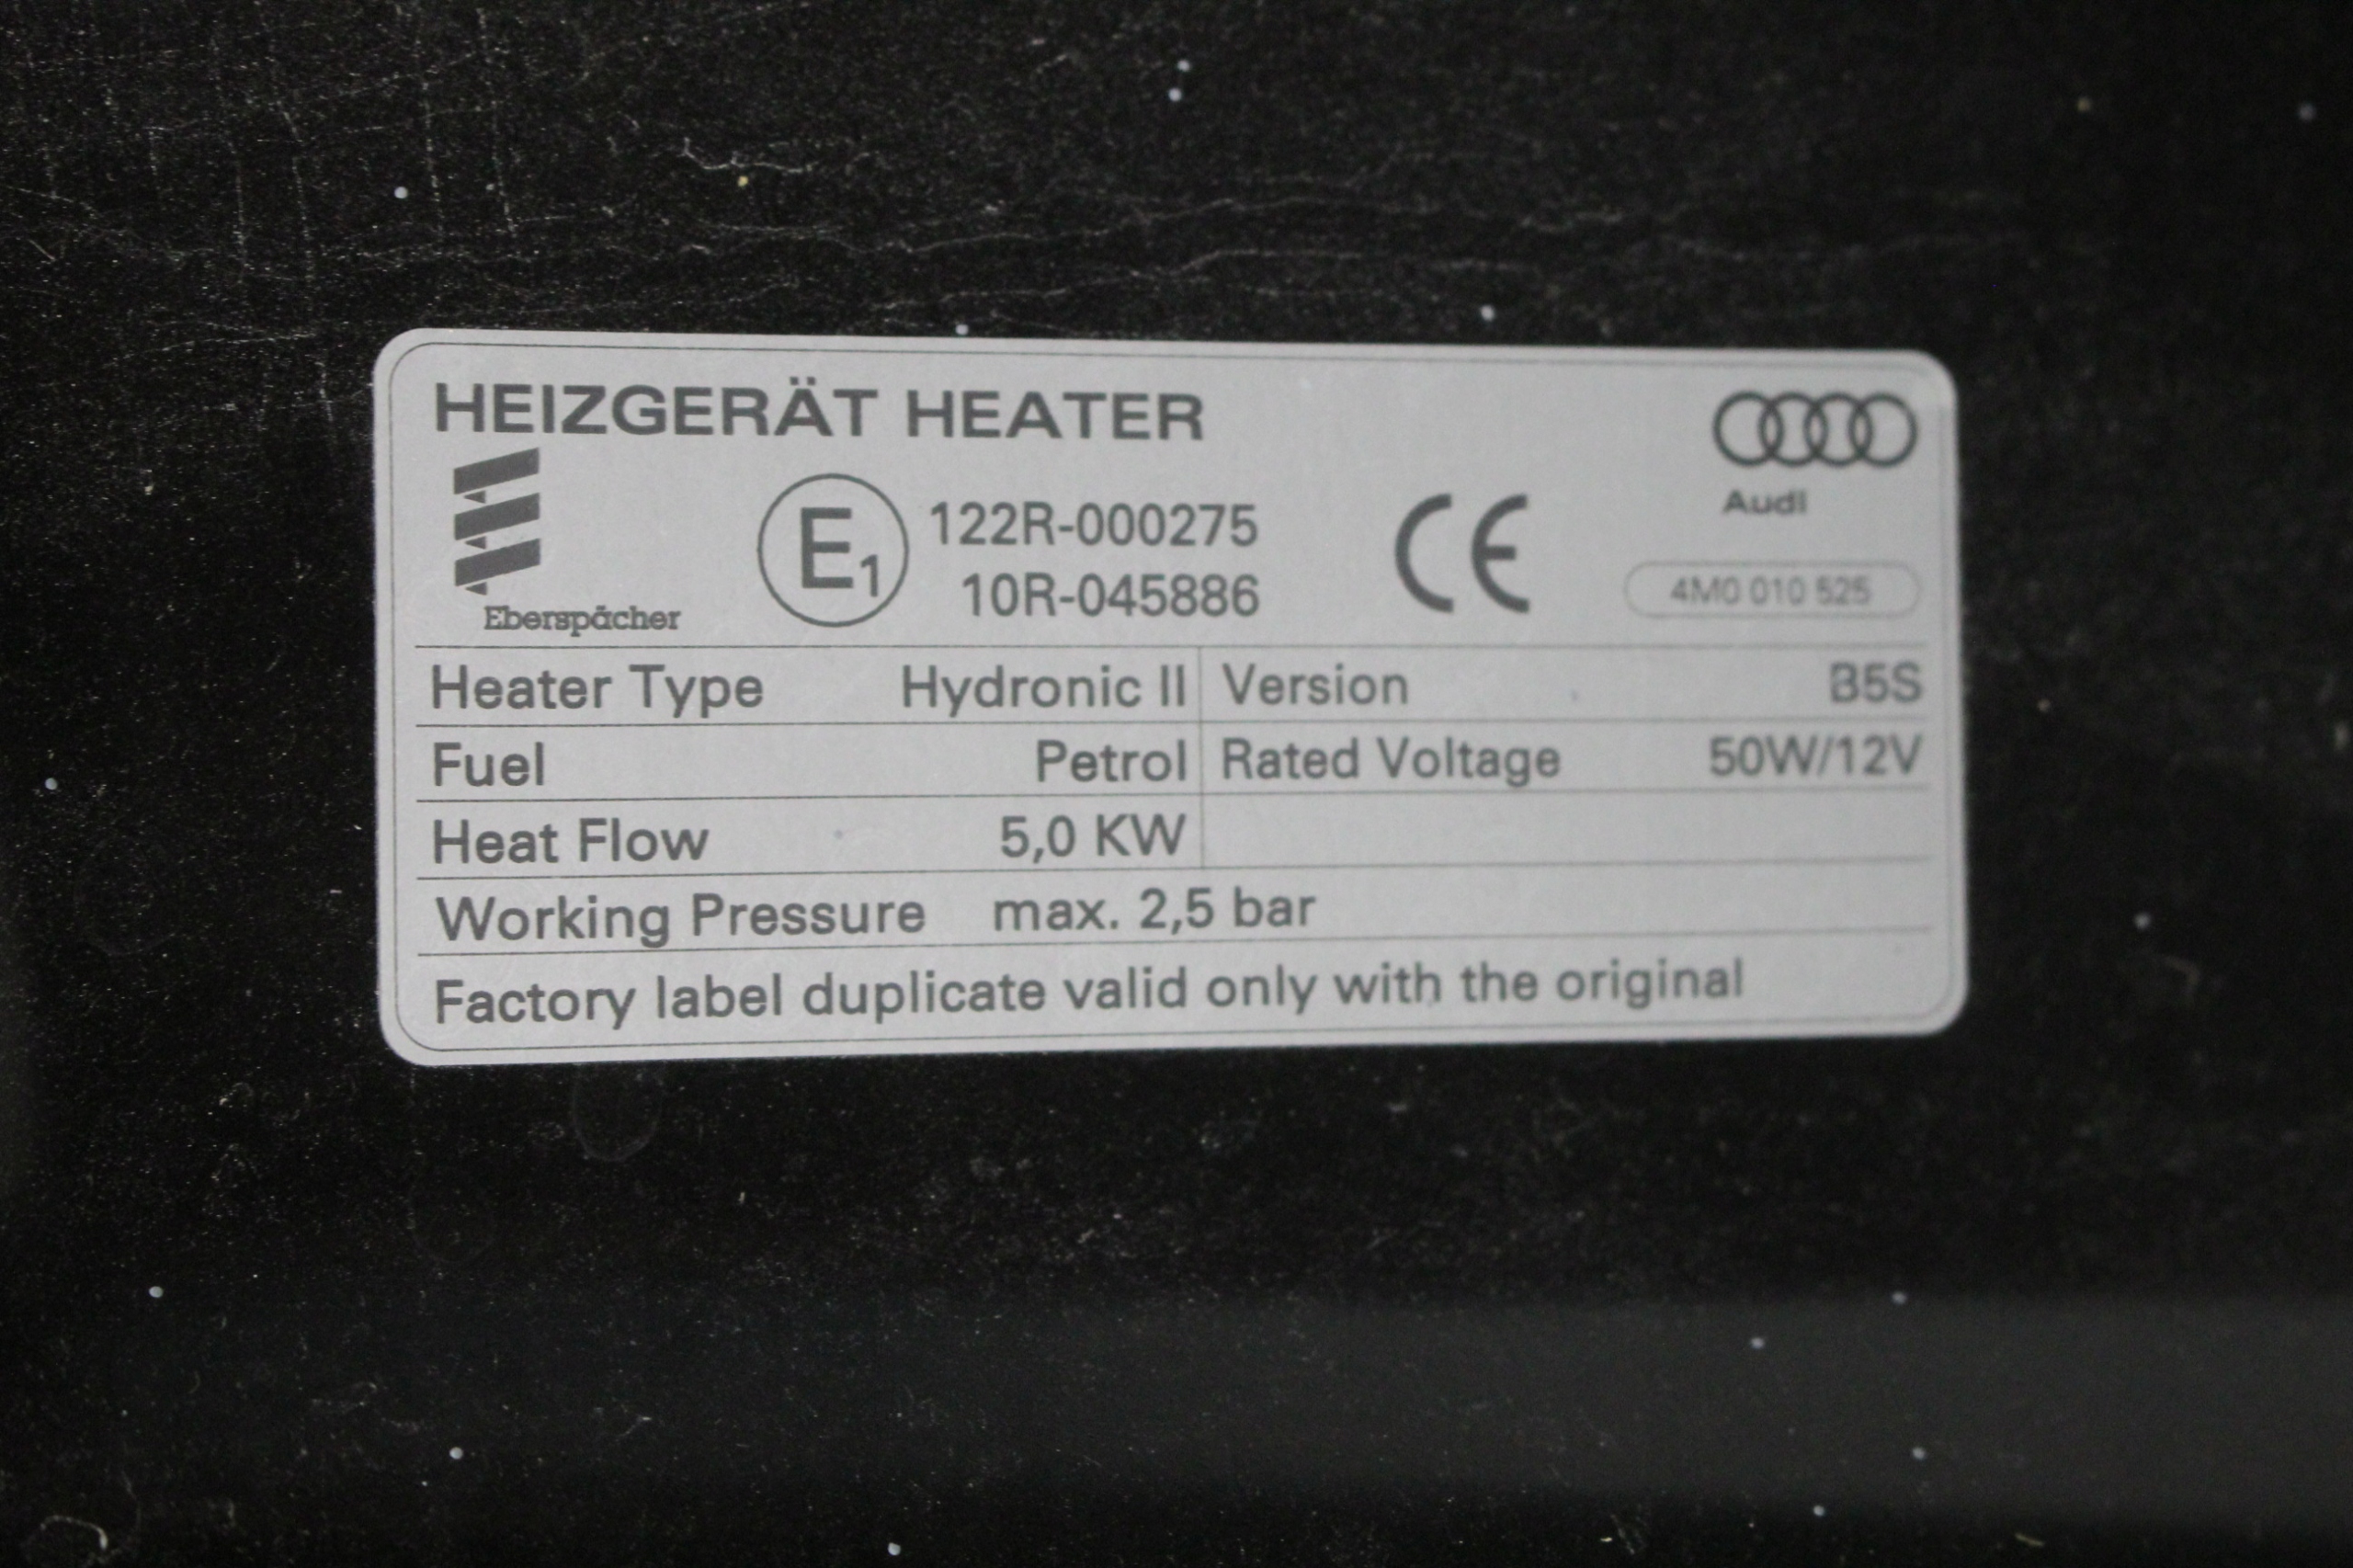 HEIZGERÄT HEATER
Audi
Eberspächer
E1
122R-000275
10R-045886
CE
4M0 010 525
Heater Type Hydronic II Version B5S
Fuel Petrol Rated Voltage 50W/12V
Heat Flow 5,0 KW
Working Pressure max. 2,5 bar
Factory label duplicate valid only with the original